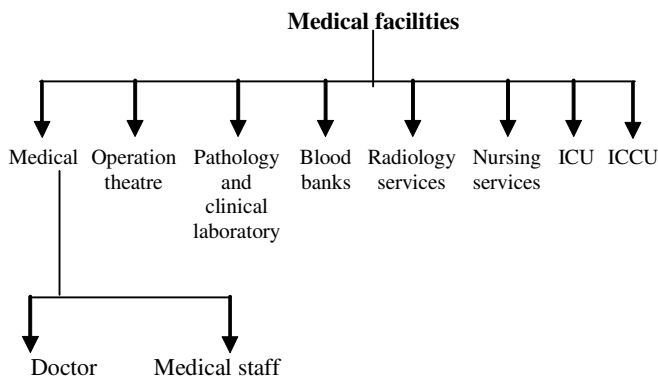 Medical facilities
Medical
Operation
theatre
Pathology
and
clinical
laboratory
Blood
banks
Radiology
services
Nursing
services
ICU
ICCU
Doctor
Medical staff